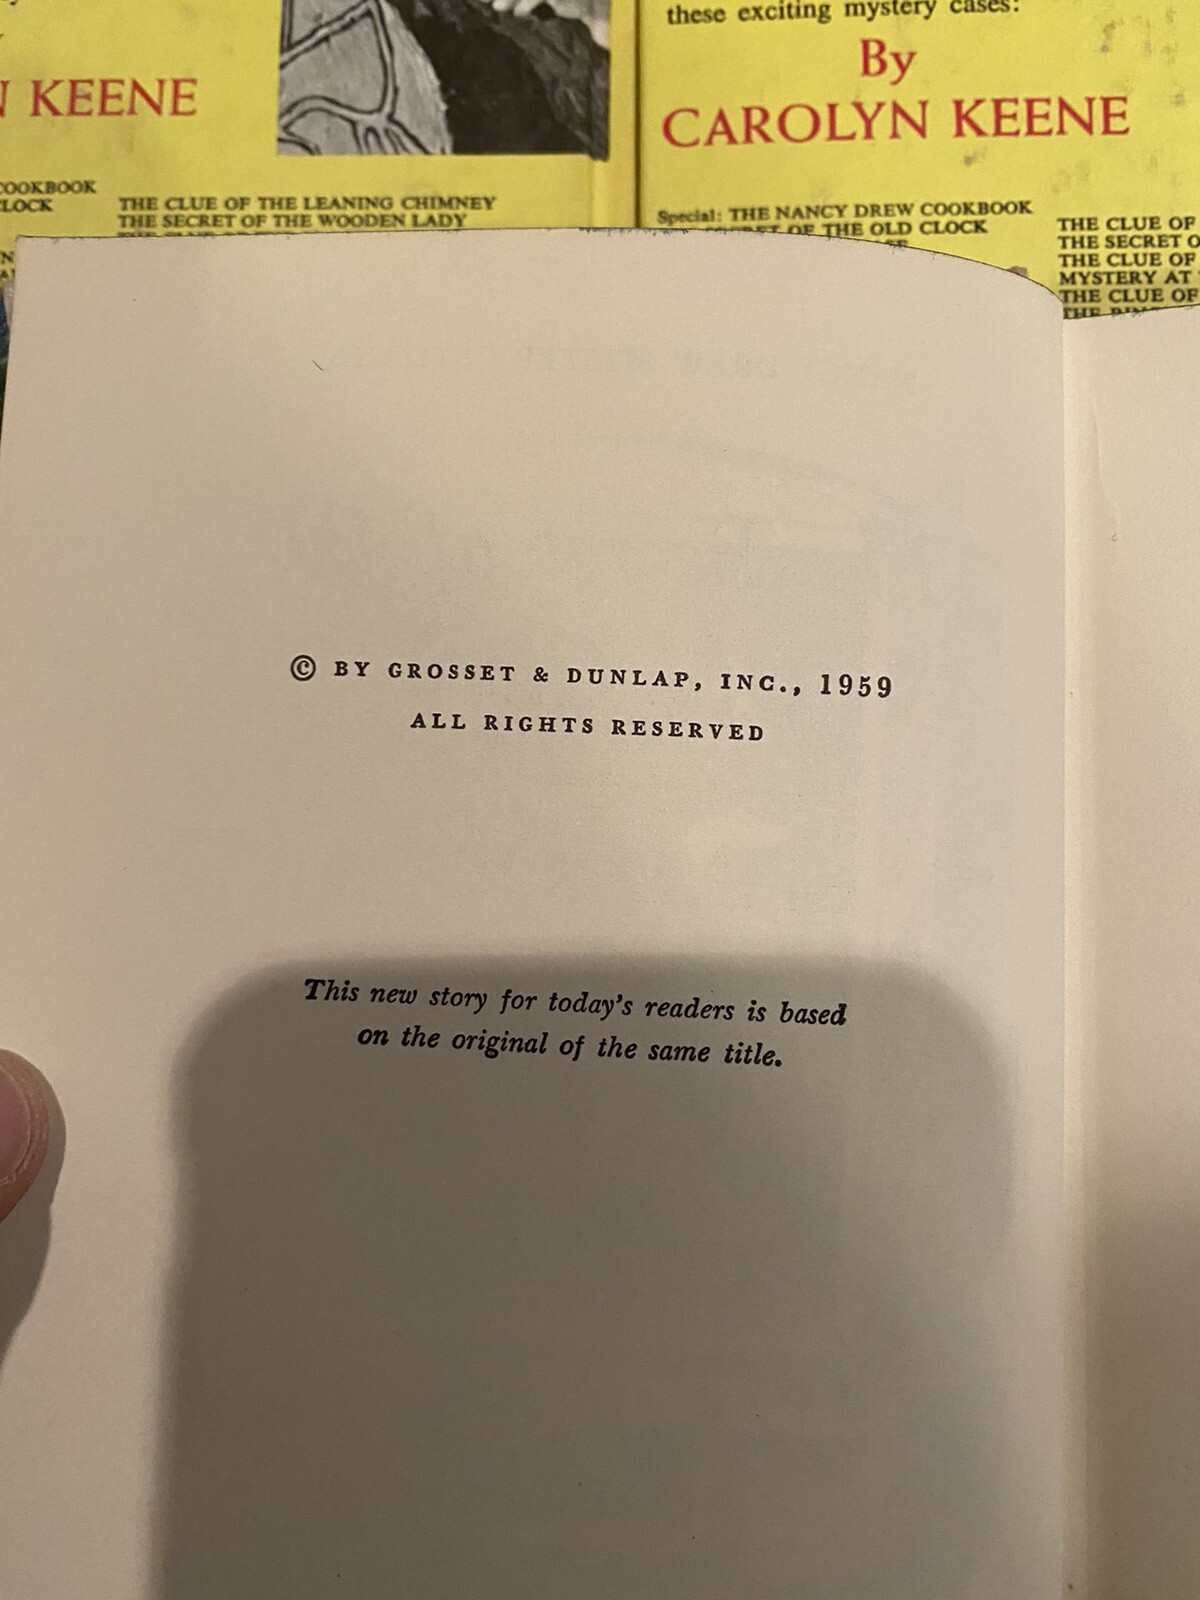 these exciting mystery cases:
By
CAROLYN KEENE
KEENE
COOKBOOK
CLOCK
THE CLUE OF THE LEANING CHIMNEY
THE SECRET OF THE WOODEN LADY
Special: THE NANCY DREW COOKBOOK
OF THE OLD CLOCK
THE CLUE OF
THE SECRET O
THE CLUE OF
MYSTERY AT
THE CLUE OF
© BY GROSSET & DUNLAP, INC., 1959
ALL RIGHTS RESERVED
This new story for today's readers is based
on the original of the same title.